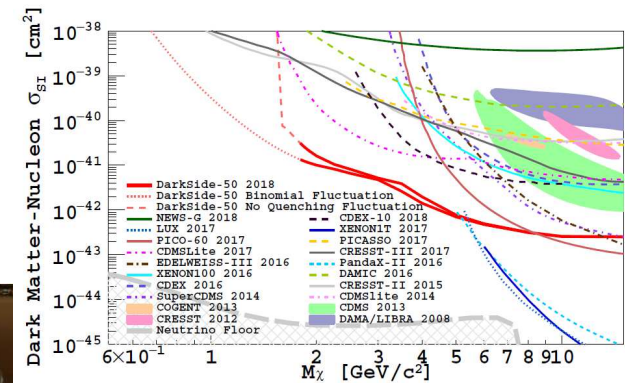 Dark Matter-Nucleon σSI [cm²]
10⁻³⁸
10⁻³⁹
10⁻⁴⁰
10⁻⁴¹
10⁻⁴²
10⁻⁴³
10⁻⁴⁴
10⁻⁴⁵
DarkSide-50 2018
DarkSide-50 Binomial Fluctuation
DarkSide-50 No Quenching Fluctuation
NEWS-G 2018 CDEX-10 2018
LUX 2017 XENON1T 2017
PICO-60 2017 PICASSO 2017
CDMSLite 2017 CRESST-III 2017
EDELWEISS-III 2016 PandaX-II 2016
XENON100 2016 DAMIC 2016
PICO-60 2017 CRESST-II 2015
SuperCDMS 2014 CDMSlite 2014
COGENT 2013 CDMS 2013
CRESST 2012 DAMA/LIBRA 2008
Neutrino Floor
6×10⁻¹ 1 2 3 4 5 6 7 8 9 10
Mχ [GeV/c²]